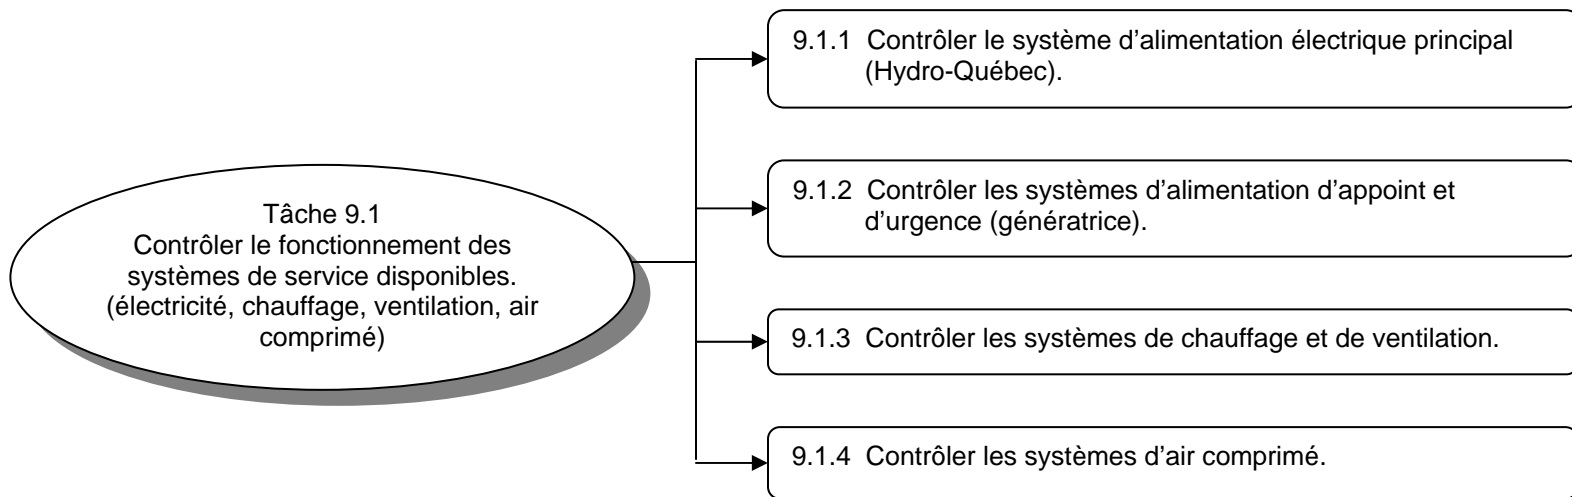 Tâche 9.1
Contrôler le fonctionnement des
systèmes de service disponibles.
(électricité, chauffage, ventilation, air
comprimé)
9.1.1 Contrôler le système d’alimentation électrique principal
(Hydro-Québec).
9.1.2 Contrôler les systèmes d’alimentation d’appoint et
d’urgence (génératrice).
9.1.3 Contrôler les systèmes de chauffage et de ventilation.
9.1.4 Contrôler les systèmes d’air comprimé.